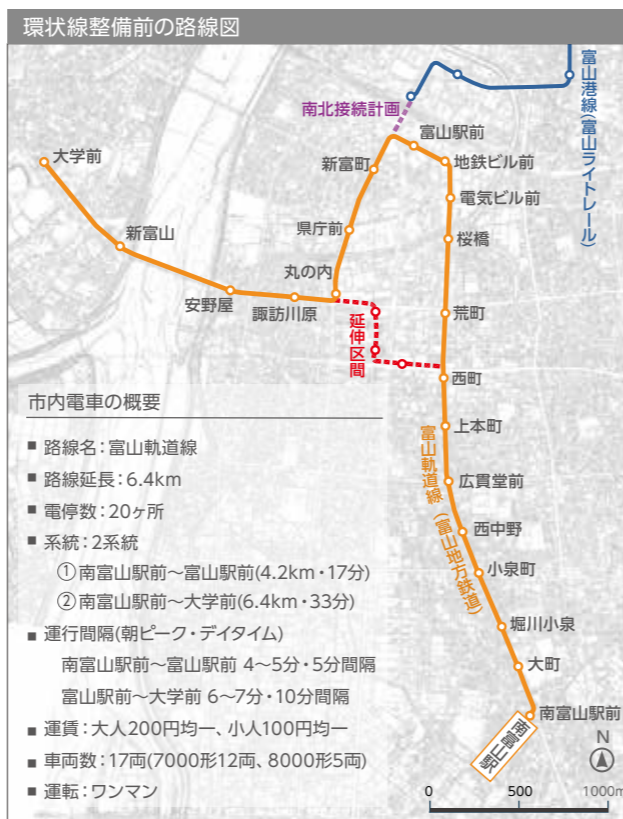 環状線整備前の路線図
富山港線(富山ライトレール)
南北接続計画
富山駅前
大学前
新富町
地鉄ビル前
電気ビル前
新富山
県庁前
桜橋
丸の内
安野屋
諏訪川原
延伸区間
荒町
西町
市内電車の概要
■ 路線名：富山軌道線
■ 路線延長：6.4km
■ 電停数：20ヶ所
■ 系統：2系統
①南富山駅前～富山駅前(4.2km・17分)
②南富山駅前～大学前(6.4km・33分)
■ 運行間隔(朝ピーク・デイタイム)
南富山駅前～富山駅前 4～5分・5分間隔
富山駅前～大学前 6～7分・10分間隔
■ 運賃：大人200円均一、小人100円均一
■ 車両数：17両(7000形12両、8000形5両)
■ 運転：ワンマン
上本町
富山軌道線（富山地方鉄道）
広貫堂前
西中野
小泉町
堀川小泉
大町
南富山駅前
南富山駅
N
0 500 1000m